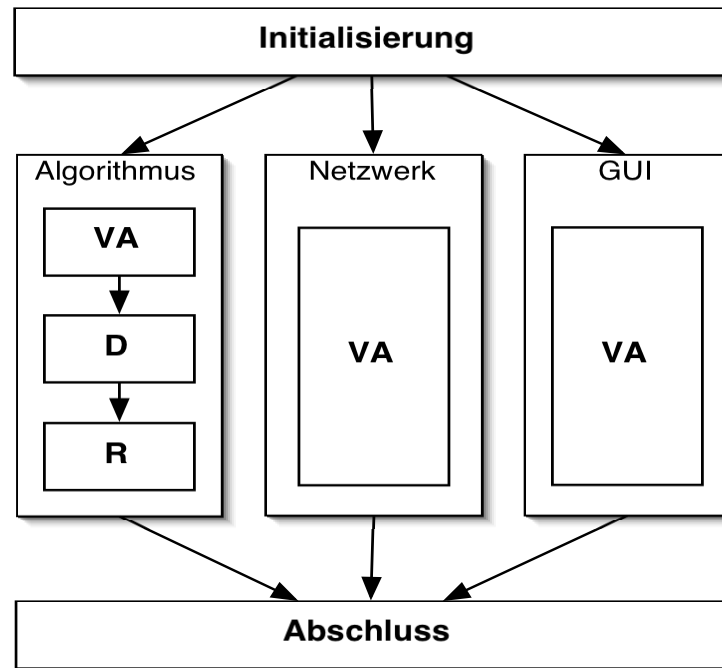 Initialisierung
Algorithmus
VA
D
R
Netzwerk
VA
GUI
VA
Abschluss